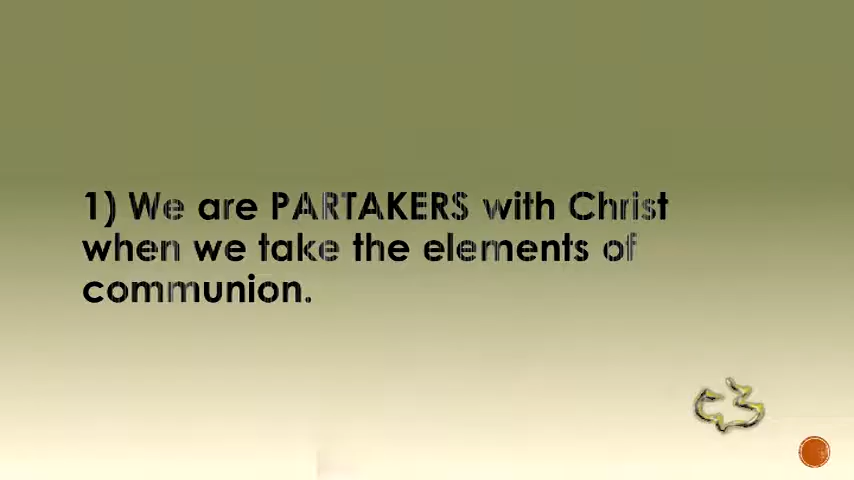 1) We are PARTAKERS with Christ
when we take the elements of
communion.